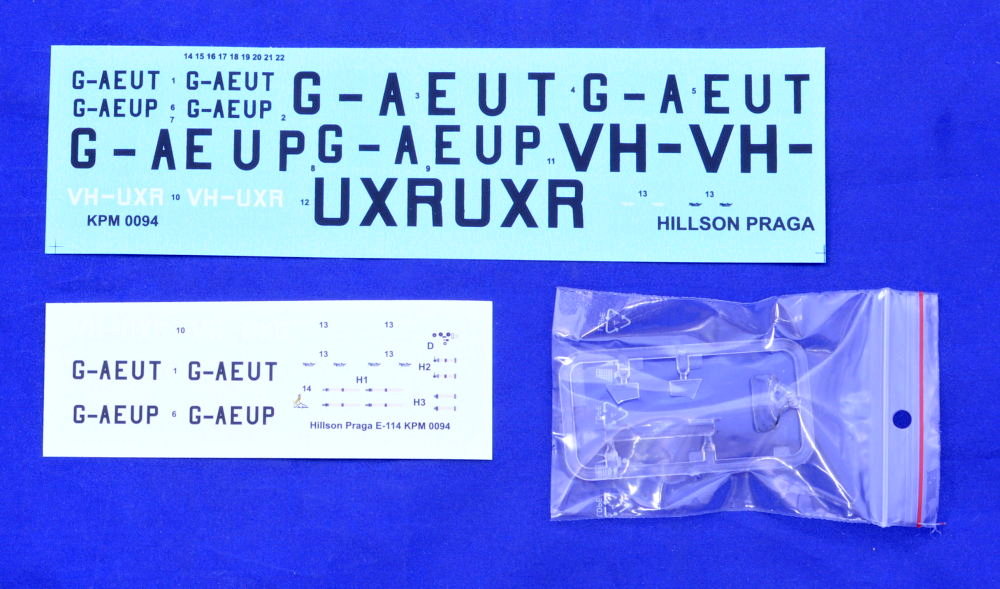 14 15 16 17 18 19 20 21 22
G-AEUT 1 G-AEUT G-A 3 EUT 4 G-A 5 EUT
G-AEUP 6 7 G-AEUP 2
G-AEUP 8 G-A 9 EUP 11 VH-VH-
VH-UXR 10 VH-UXR 12 UXRUXR 13 13
KPM 0094 HILLSON PRAGA
10 13 13
D
G-AEUT 1 G-AEUT 13 13 H2
H1
14
G-AEUP 6 G-AEUP H3
Hillson Praga E-114 KPM 0094